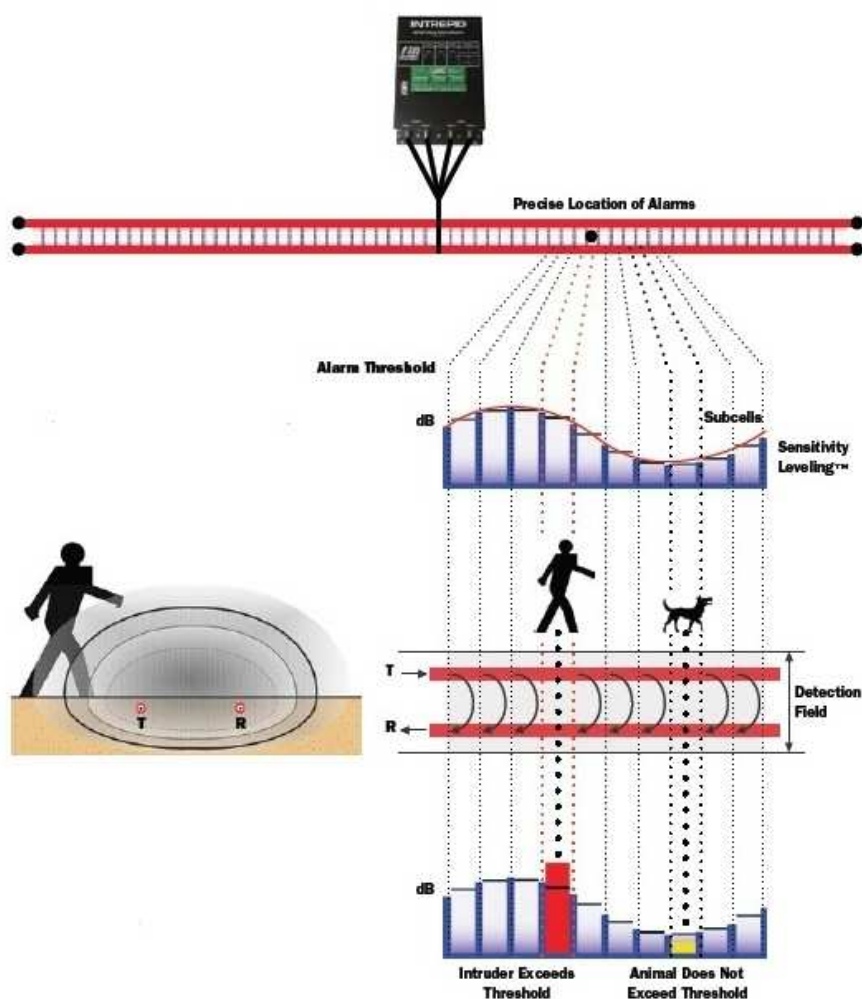 INTREPID
Precise Location of Alarms
Alarm Threshold
dB
Subcells
Sensitivity
Leveling™
T
R
T
R
Detection
Field
dB
Intruder Exceeds
Threshold
Animal Does Not
Exceed Threshold